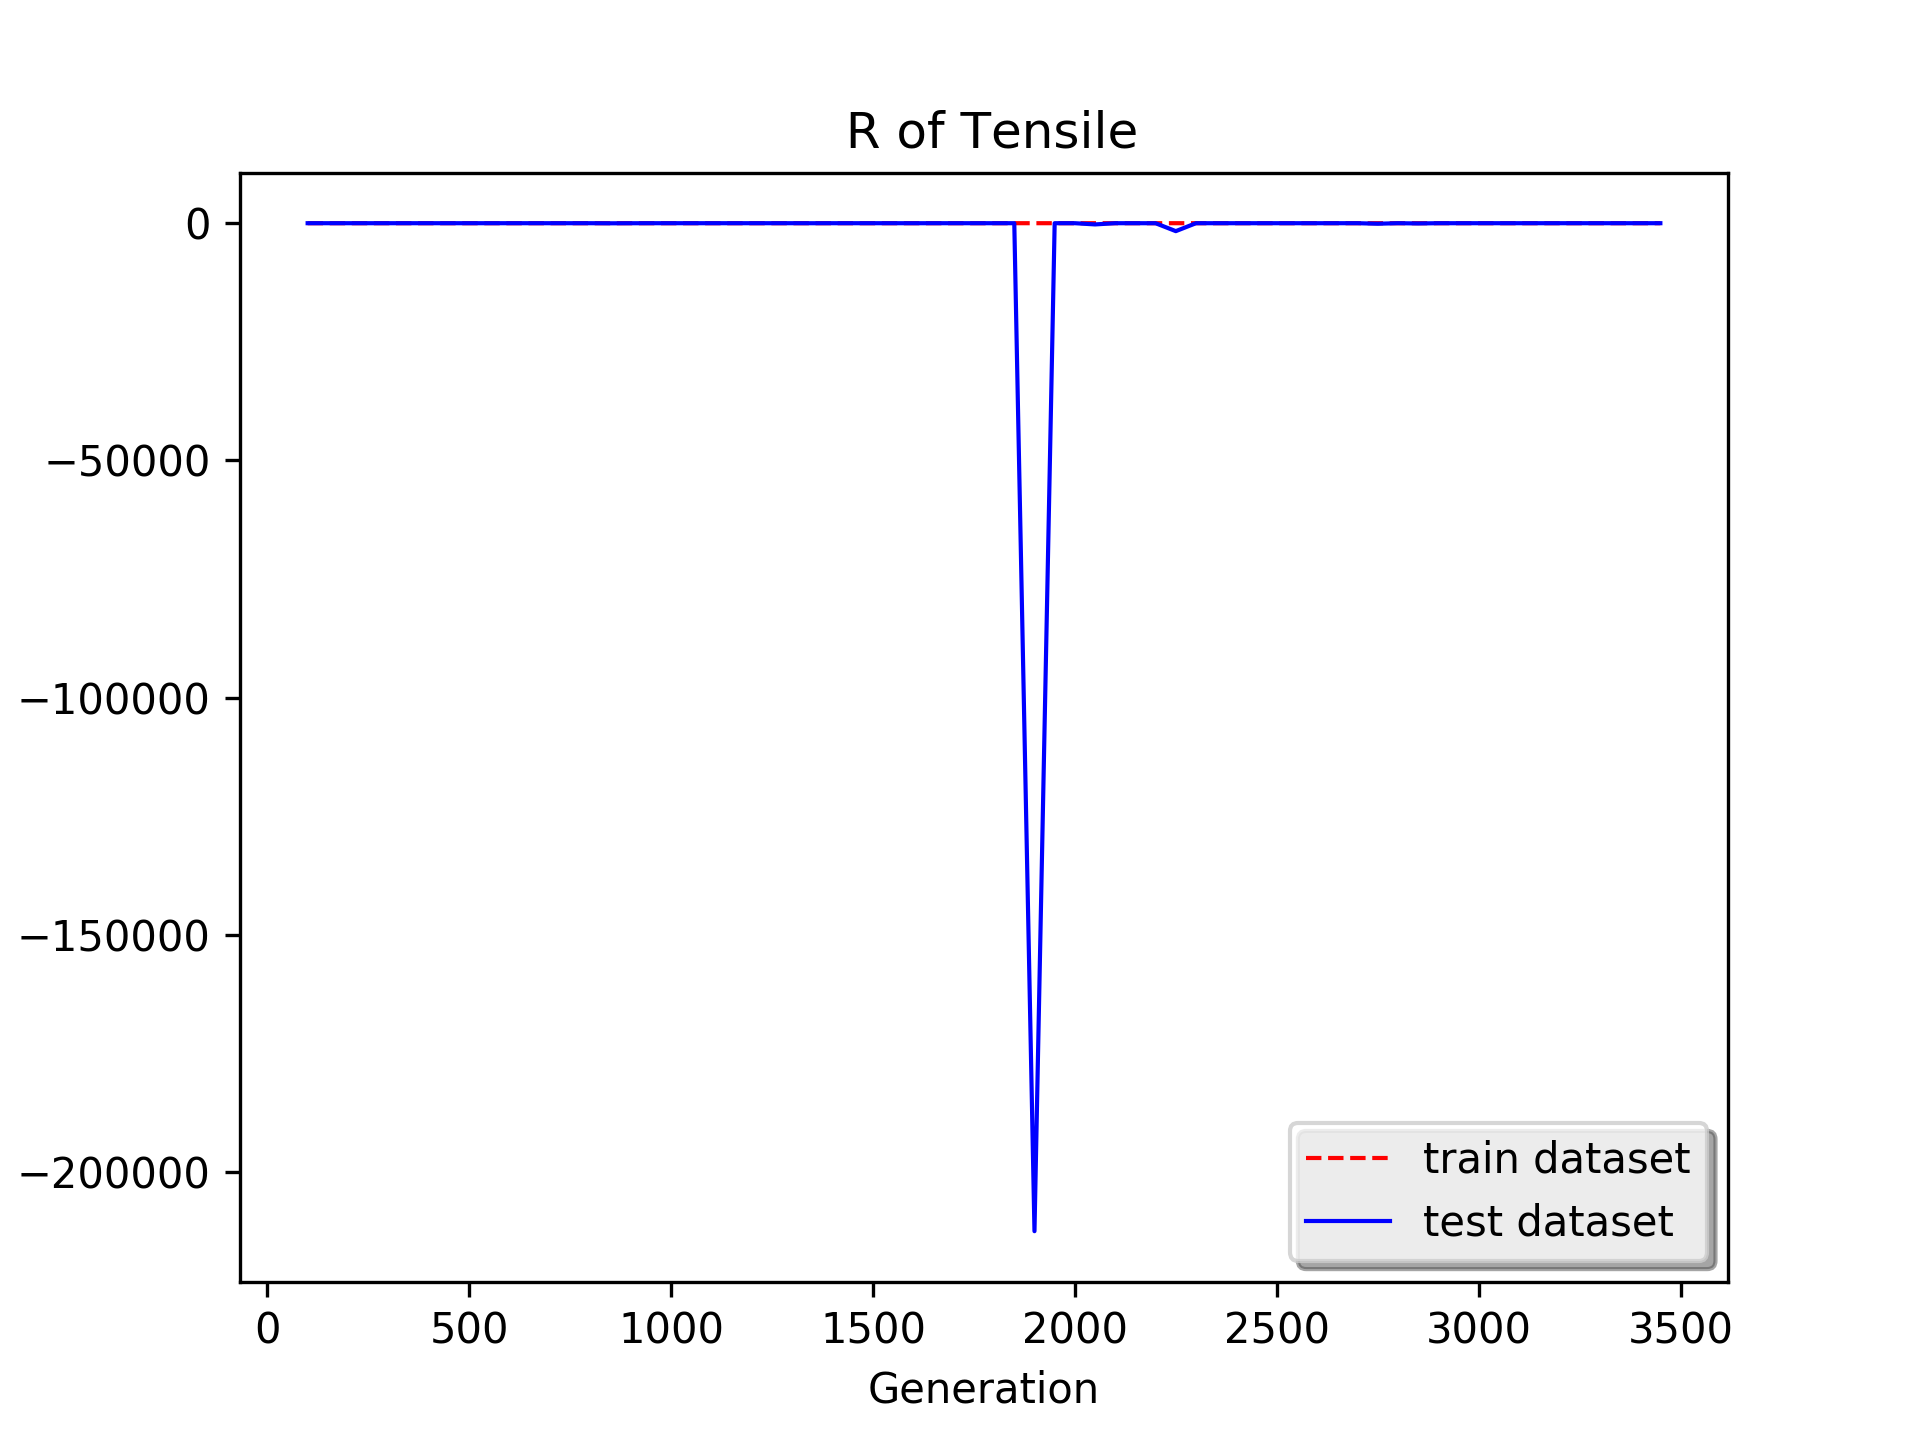 R of Tensile
0
−50000
−100000
−150000
−200000
train dataset
test dataset
0 500 1000 1500 2000 2500 3000 3500
Generation